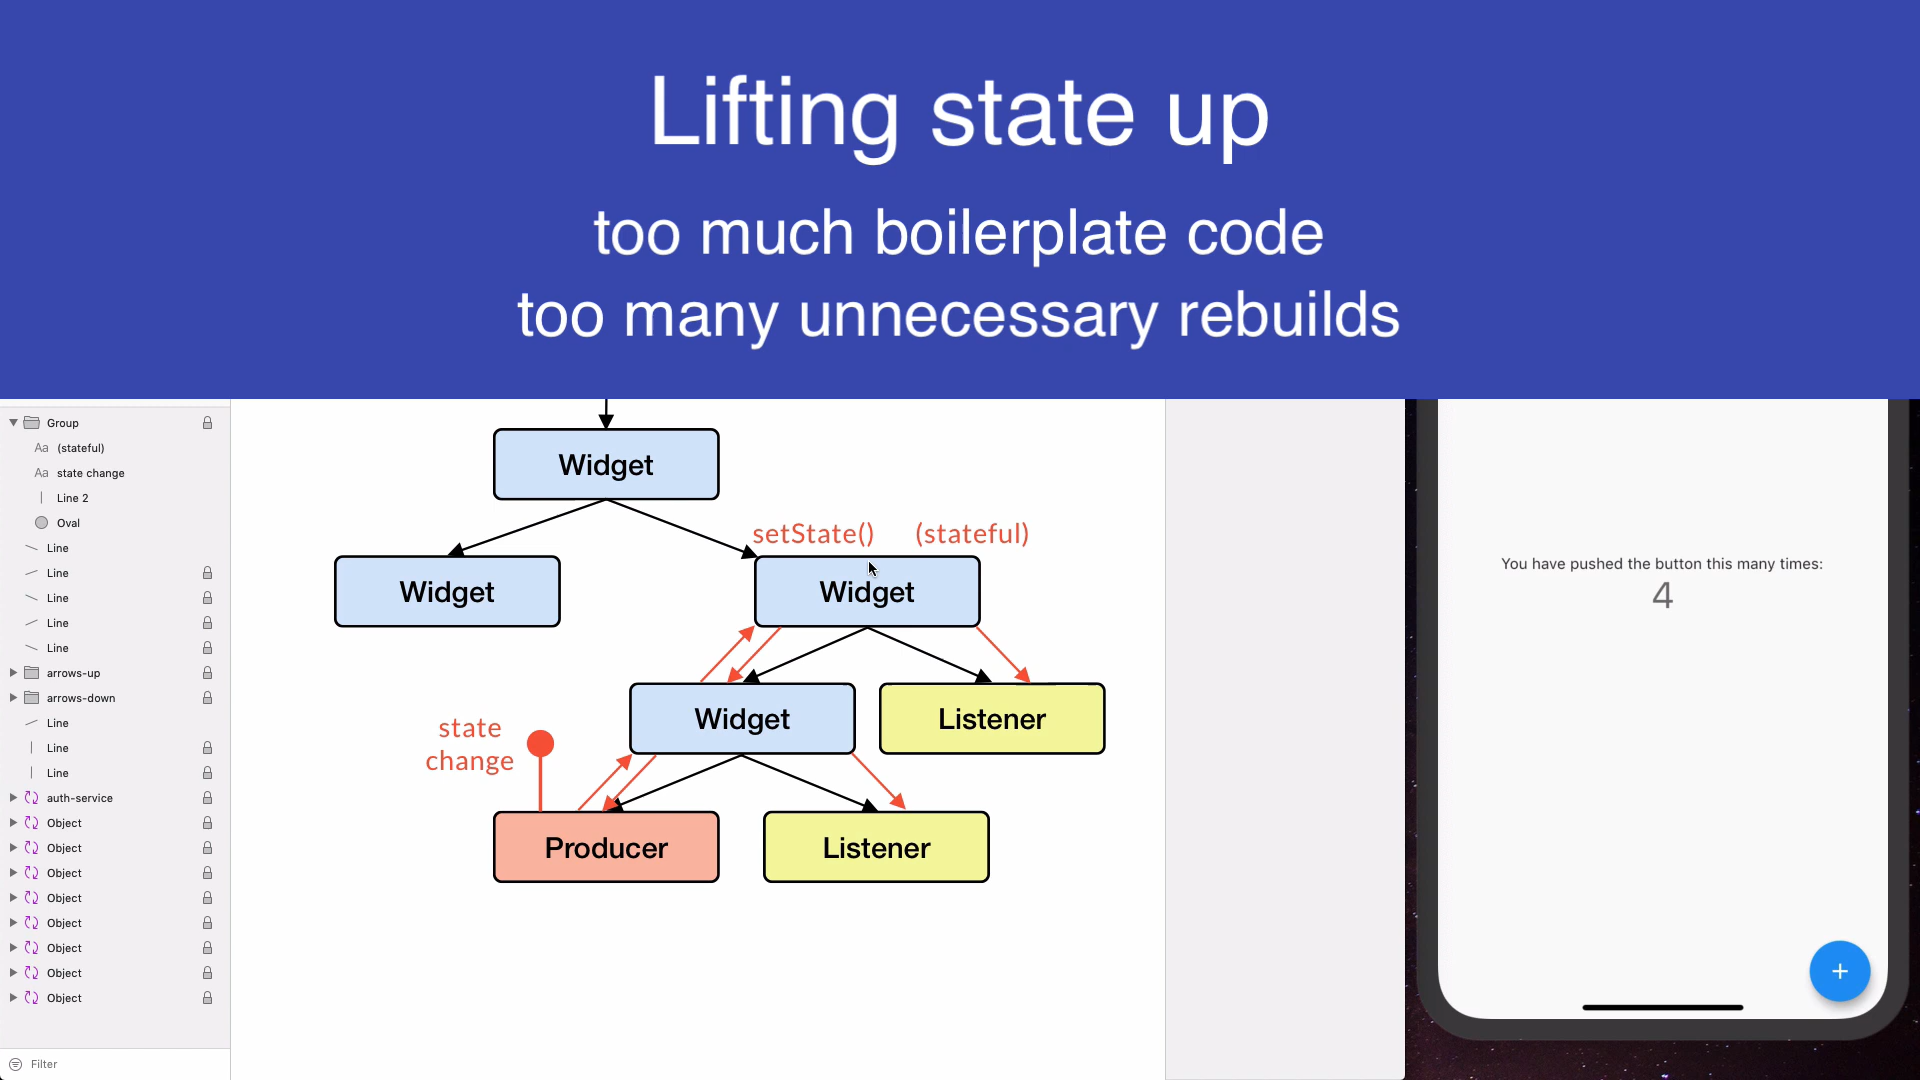 Lifting state up
too much boilerplate code
too many unnecessary rebuilds
Group
Aa (stateful)
Aa state change
Line 2
Oval
Line
Line
Line
Line
Line
arrows-up
arrows-down
Line
Line
Line
auth-service
Object
Object
Object
Object
Object
Object
Object
Object
Filter
Widget
setState() (stateful)
Widget
Widget
Widget
Listener
state
change
Producer
Listener
You have pushed the button this many times:
4
+